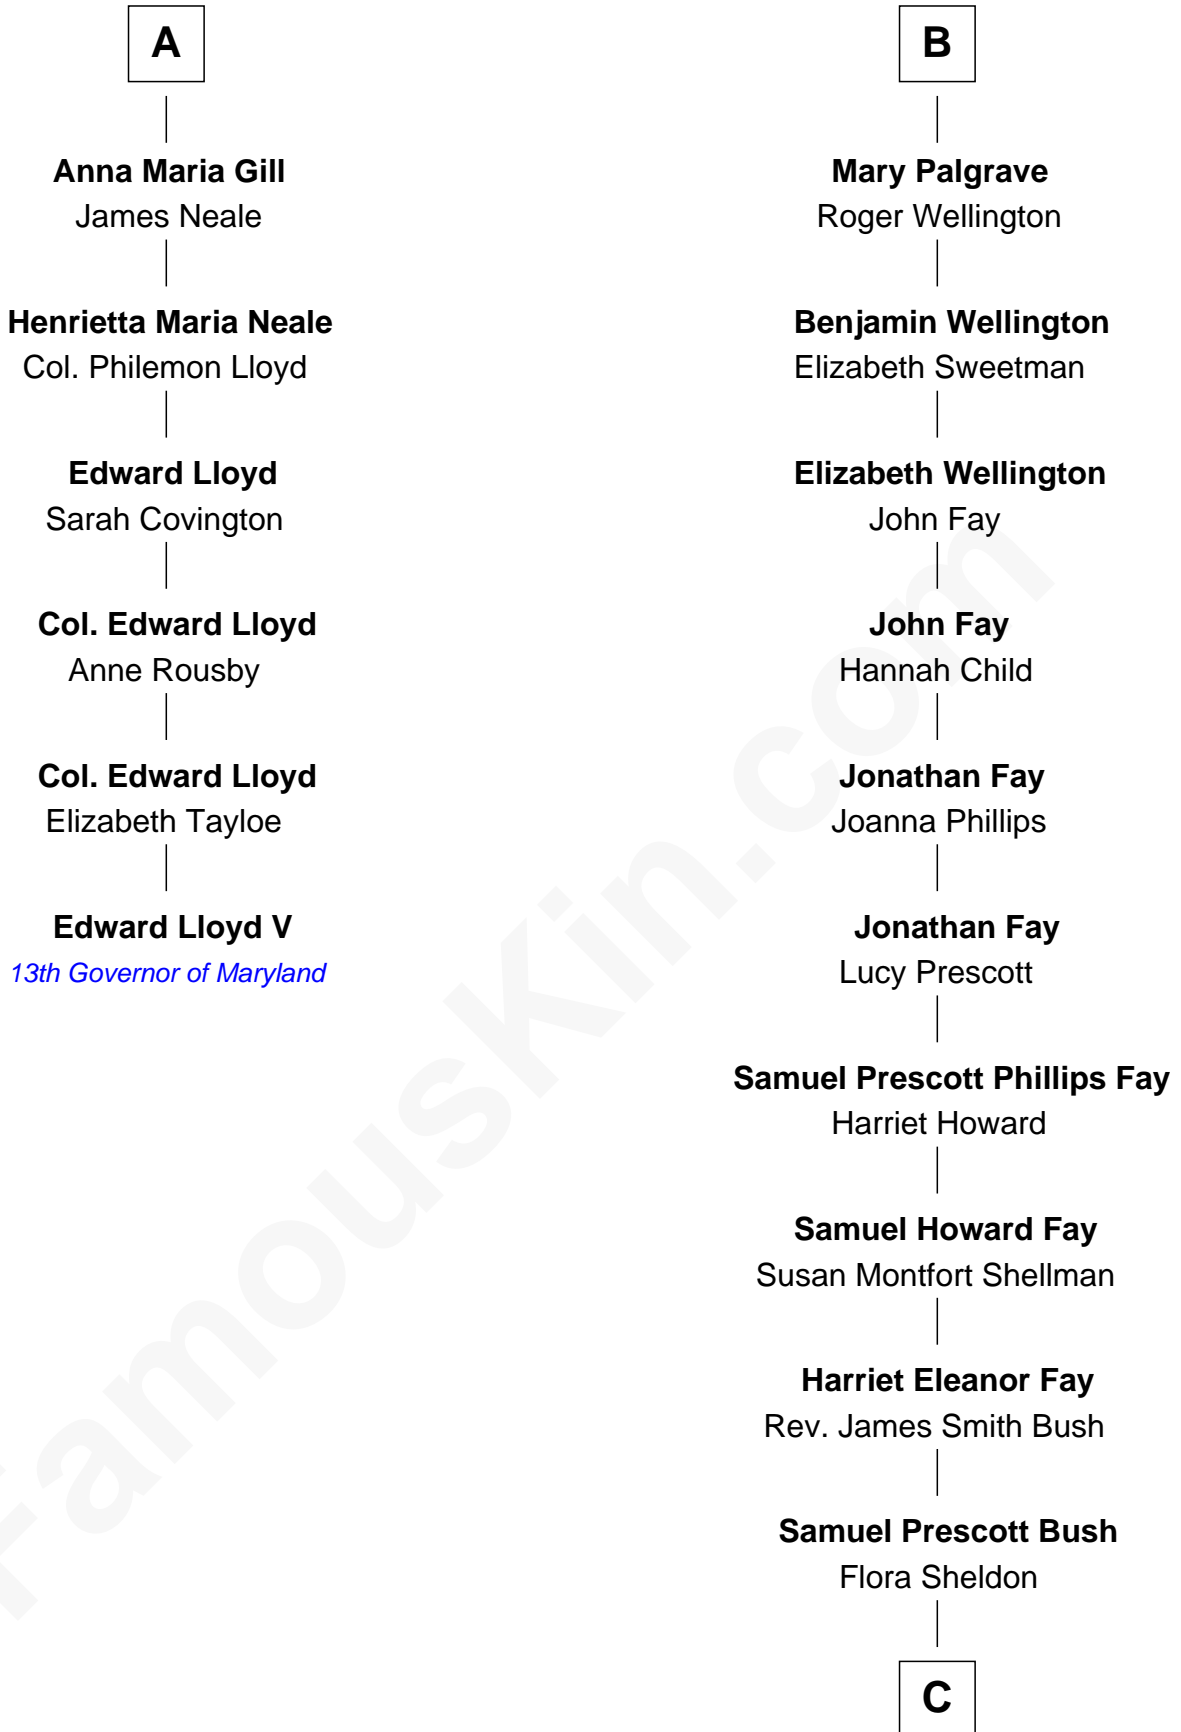 A
Anna Maria Gill
James Neale
Henrietta Maria Neale
Col. Philemon Lloyd
Edward Lloyd
Sarah Covington
Col. Edward Lloyd
Anne Rousby
Col. Edward Lloyd
Elizabeth Tayloe
Edward Lloyd V
13th Governor of Maryland
B
Mary Palgrave
Roger Wellington
Benjamin Wellington
Elizabeth Sweetman
Elizabeth Wellington
John Fay
John Fay
Hannah Child
Jonathan Fay
Joanna Phillips
Jonathan Fay
Lucy Prescott
Samuel Prescott Phillips Fay
Harriet Howard
Samuel Howard Fay
Susan Montfort Shellman
Harriet Eleanor Fay
Rev. James Smith Bush
Samuel Prescott Bush
Flora Sheldon
C
FamousKin.com